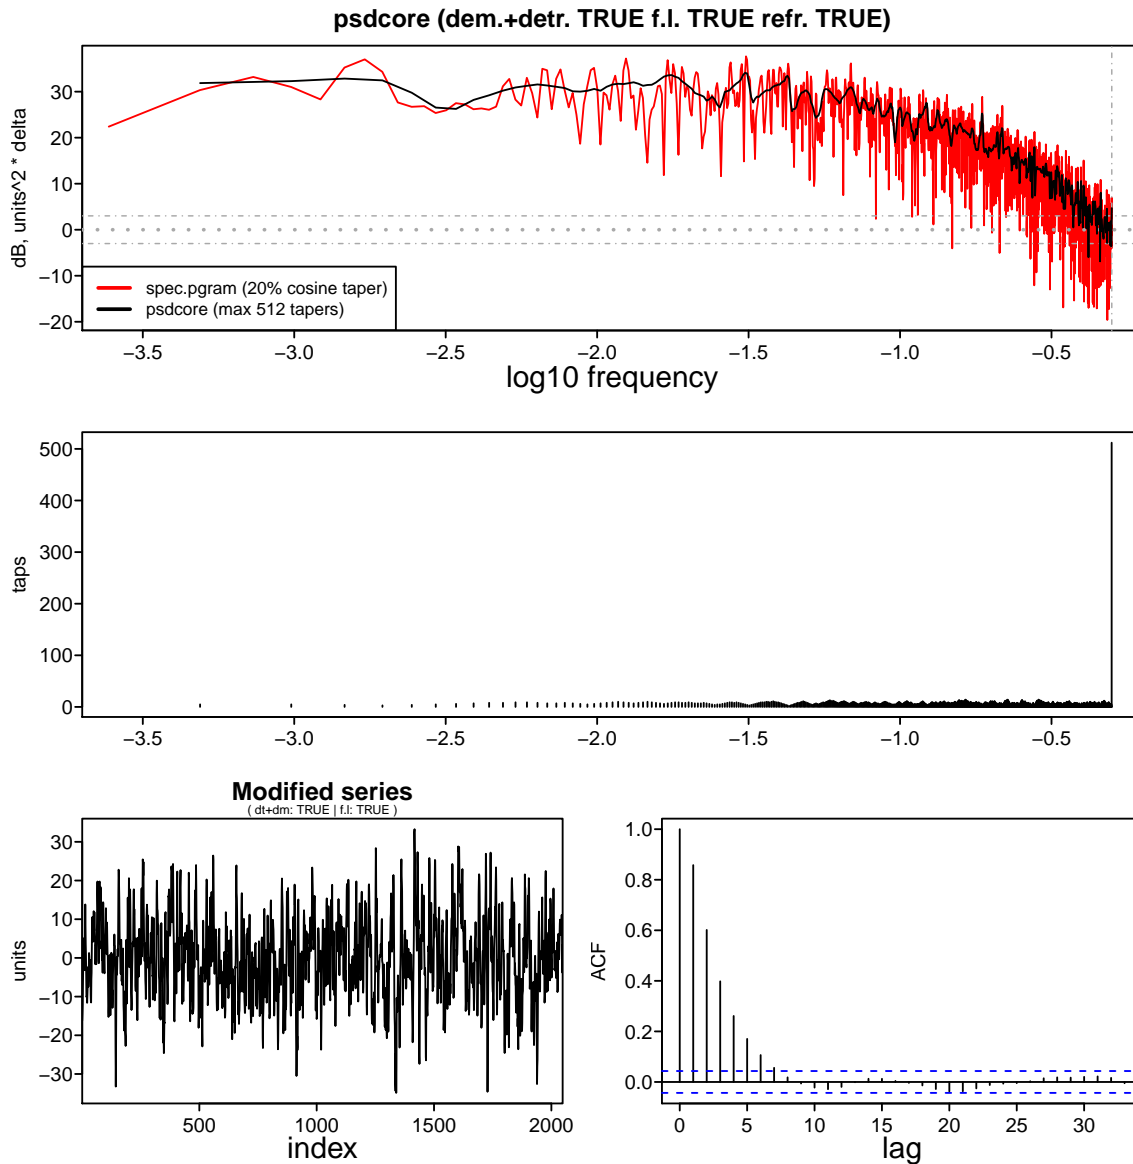 psdcore (dem.+detr. TRUE f.l. TRUE refr. TRUE)
dB, units^2 * delta
30
20
10
0
−10
−20
spec.pgram (20% cosine taper)
psdcore (max 512 tapers)
−3.5 −3.0 −2.5 −2.0 −1.5 −1.0 −0.5
log10 frequency
taps
500
400
300
200
100
0
−3.5 −3.0 −2.5 −2.0 −1.5 −1.0 −0.5
Modified series
( dt+dm: TRUE | f.l: TRUE )
units
30
20
10
0
−10
−20
−30
500 1000 1500 2000
index
ACF
1.0
0.8
0.6
0.4
0.2
0.0
0 5 10 15 20 25 30
lag